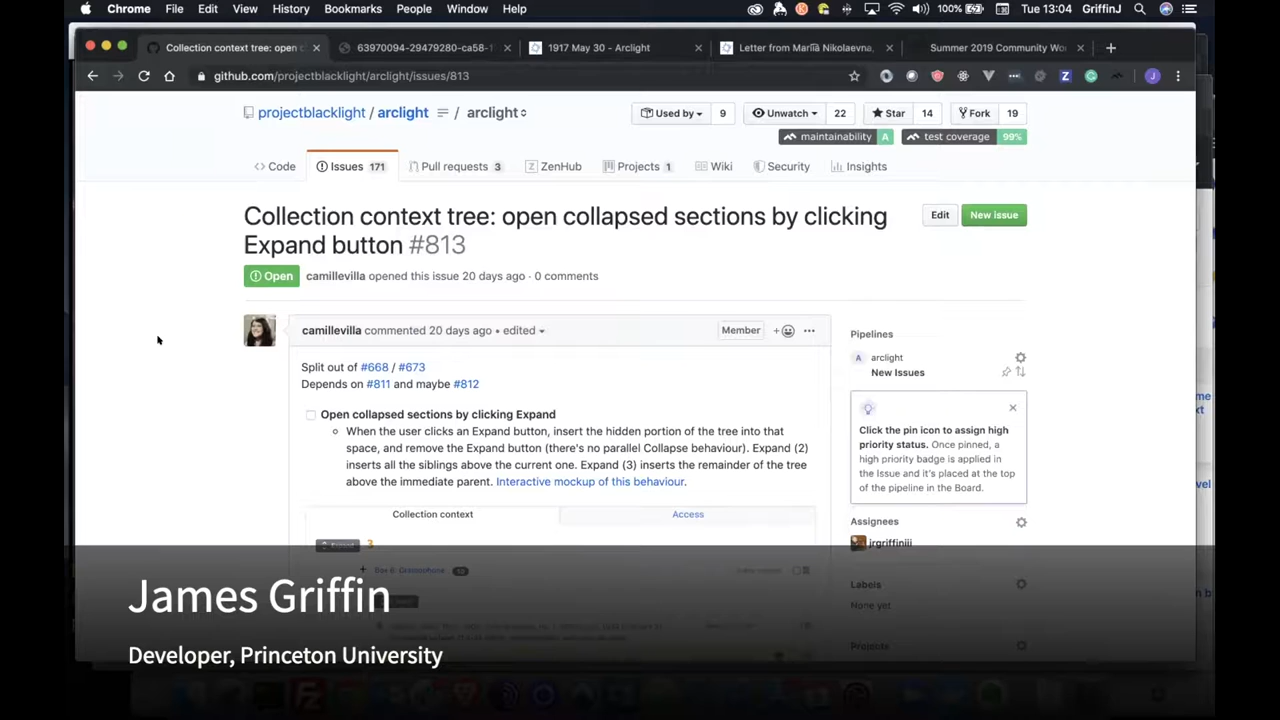 Chrome File Edit View History Bookmarks People Window Help 100% Tue 13:04 GriffinJ
Collection context tree: open c 63970094-29479280-ca58-1 1917 May 30 - Arclight Letter from Mariĭa Nikolaevna, Summer 2019 Community Wo
github.com/projectblacklight/arclight/issues/813
projectblacklight / arclight / arclight Used by 9 Unwatch 22 Star 14 Fork 19
maintainability A test coverage 99%
Code Issues 171 Pull requests 3 ZenHub Projects 1 Wiki Security Insights
Collection context tree: open collapsed sections by clicking
Expand button #813
Edit New issue
Open camillevilla opened this issue 20 days ago · 0 comments
camillevilla commented 20 days ago • edited Member
Split out of #668 / #673
Depends on #811 and maybe #812
Open collapsed sections by clicking Expand
When the user clicks an Expand button, insert the hidden portion of the tree into that
space, and remove the Expand button (there's no parallel Collapse behaviour). Expand (2)
inserts all the siblings above the current one. Expand (3) inserts the remainder of the tree
above the immediate parent. Interactive mockup of this behaviour.
Collection context Access
Expand 3
Pipelines
A arclight
New Issues
Click the pin icon to assign high
priority status. Once pinned, a
high priority badge is applied in
the Issue and it's placed at the top
of the pipeline in the Board.
Assignees
jrgriffiniii
Labels
None yet
Projects
James Griffin
Developer, Princeton University